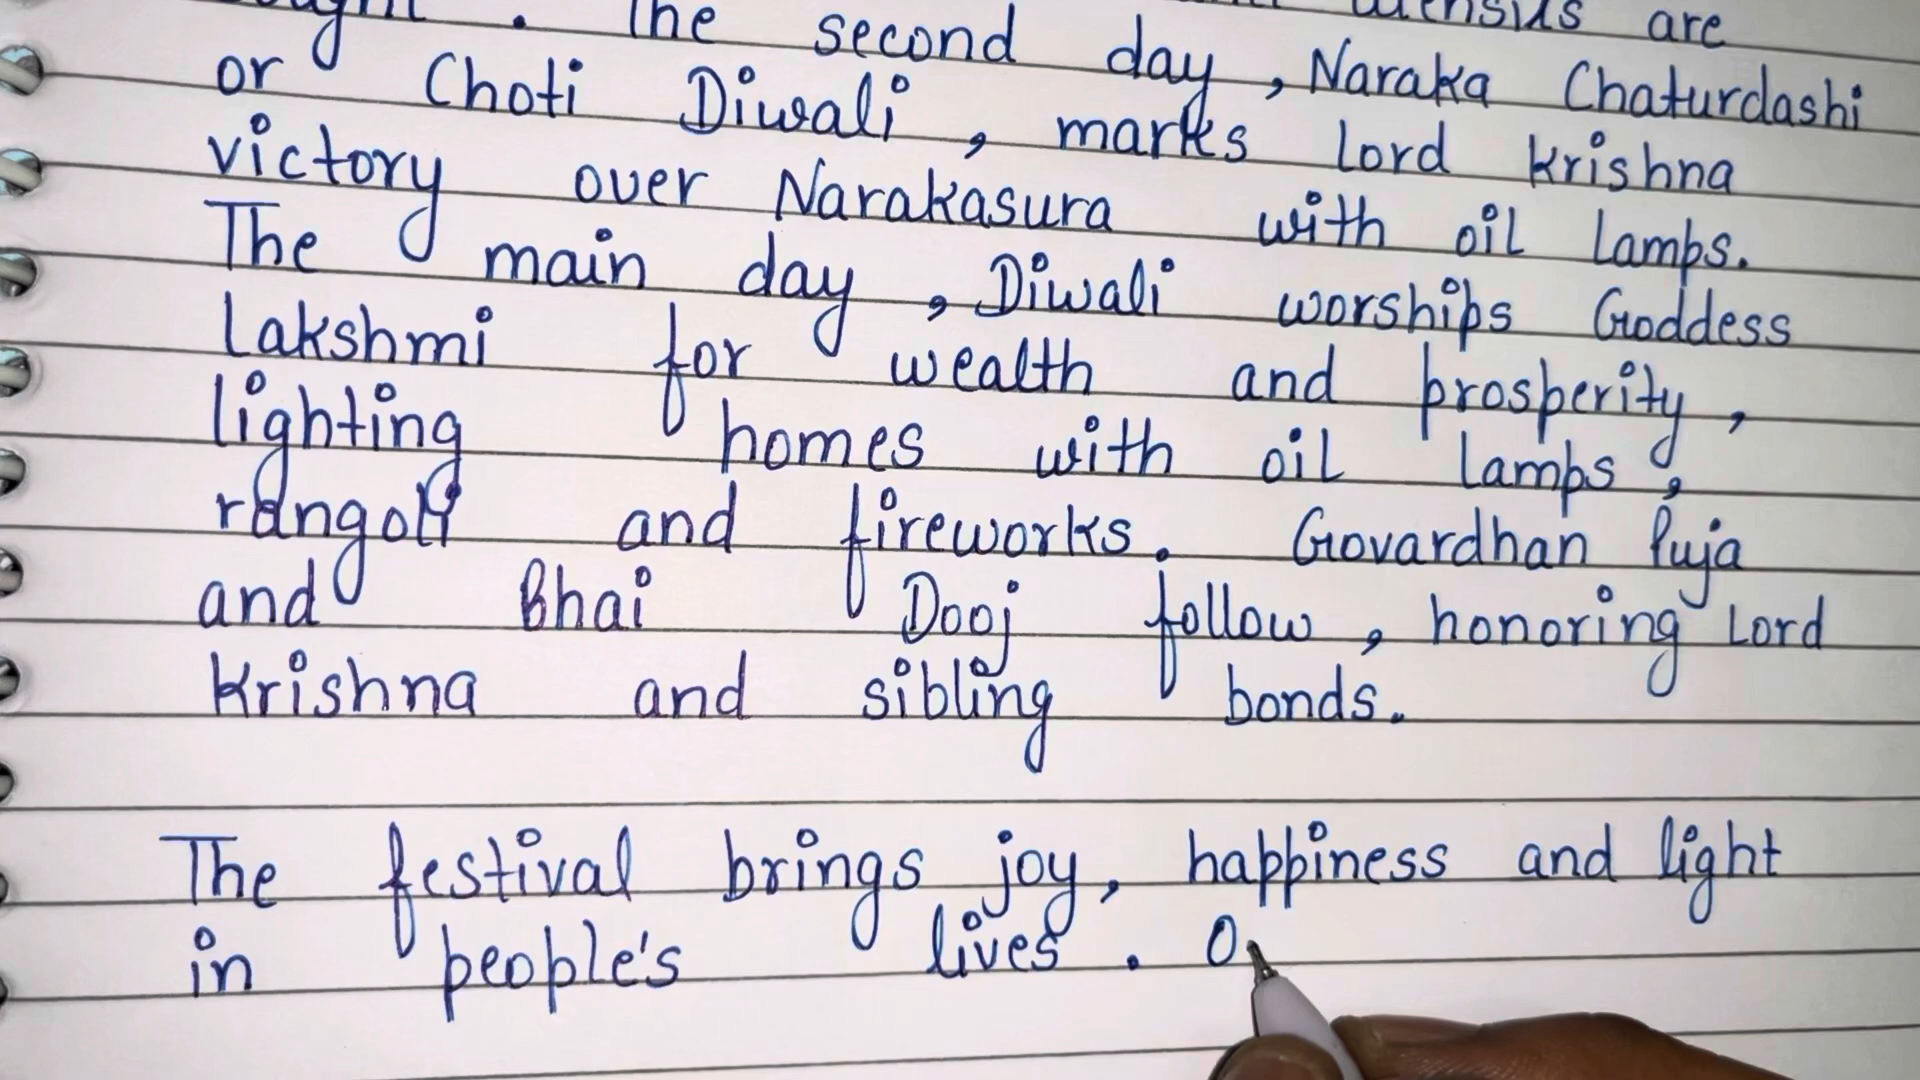 . The second day, Naraka Chaturdashi are
or Choti Diwali, marks Lord Krishna
victory over Narakasura with oil lamps.
The main day, Diwali worships Goddess
Lakshmi for wealth and prosperity,
lighting homes with oil lamps,
rangoli and fireworks. Govardhan Puja
and Bhai Dooj follow, honoring Lord
Krishna and sibling bonds.
The festival brings joy, happiness and light
in people's lives. O